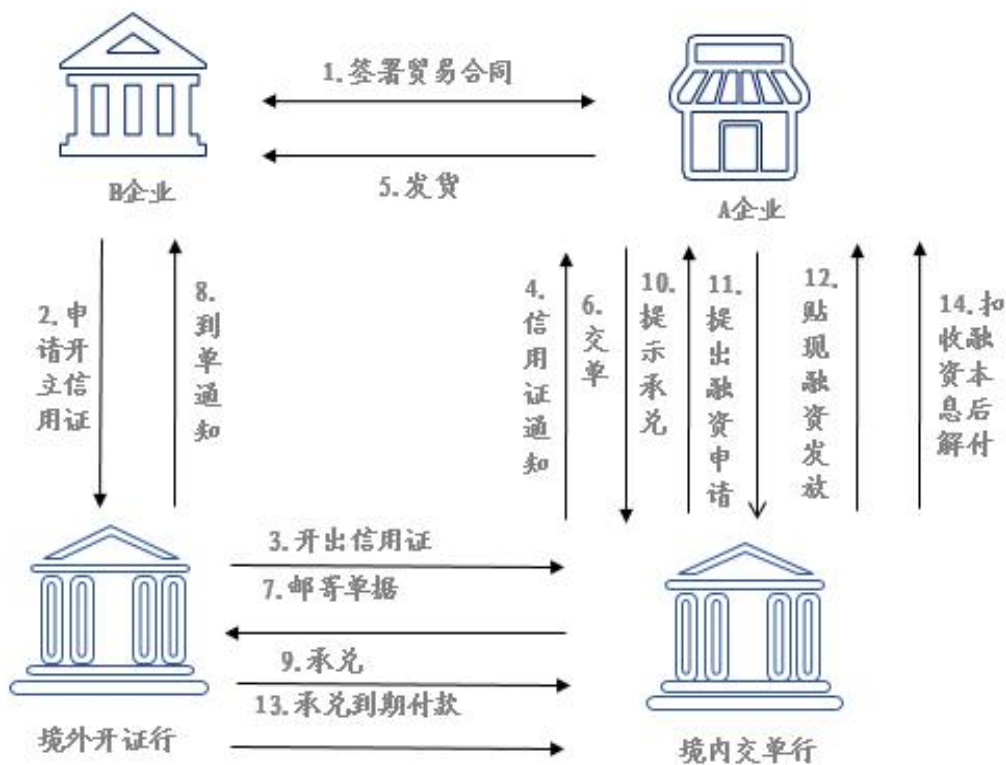 1.签署贸易合同
5.发货
B企业
A企业
2.申
请开
立信
用证
8.
到
单
通
知
4.
信
用
证
通
知
6.
交
单
10.
提
示
承
兑
11.
提
出
融
资
申
请
12.
贴
现
融
资
发
放
14.扣
收融
资本
息后
解付
3.开出信用证
7.邮寄单据
9.承兑
13.承兑到期付款
境外开证行
境内交单行